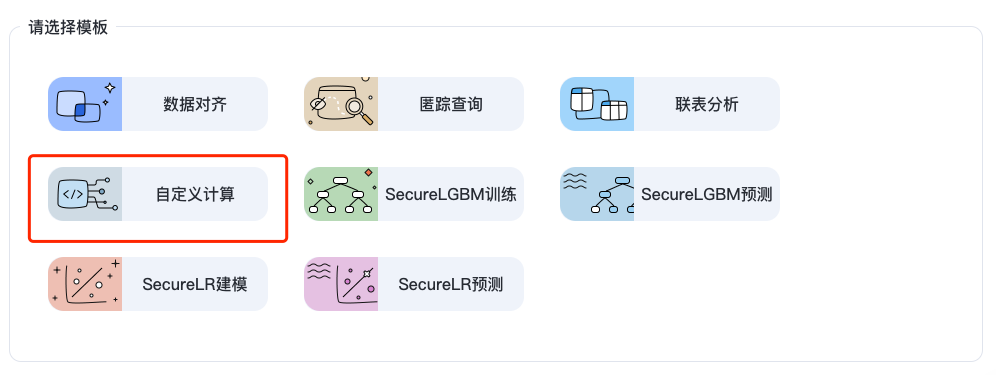 请选择模板
数据对齐
匿踪查询
联表分析
</>
自定义计算
SecureLGBM训练
SecureLGBM预测
SecureLR建模
SecureLR预测